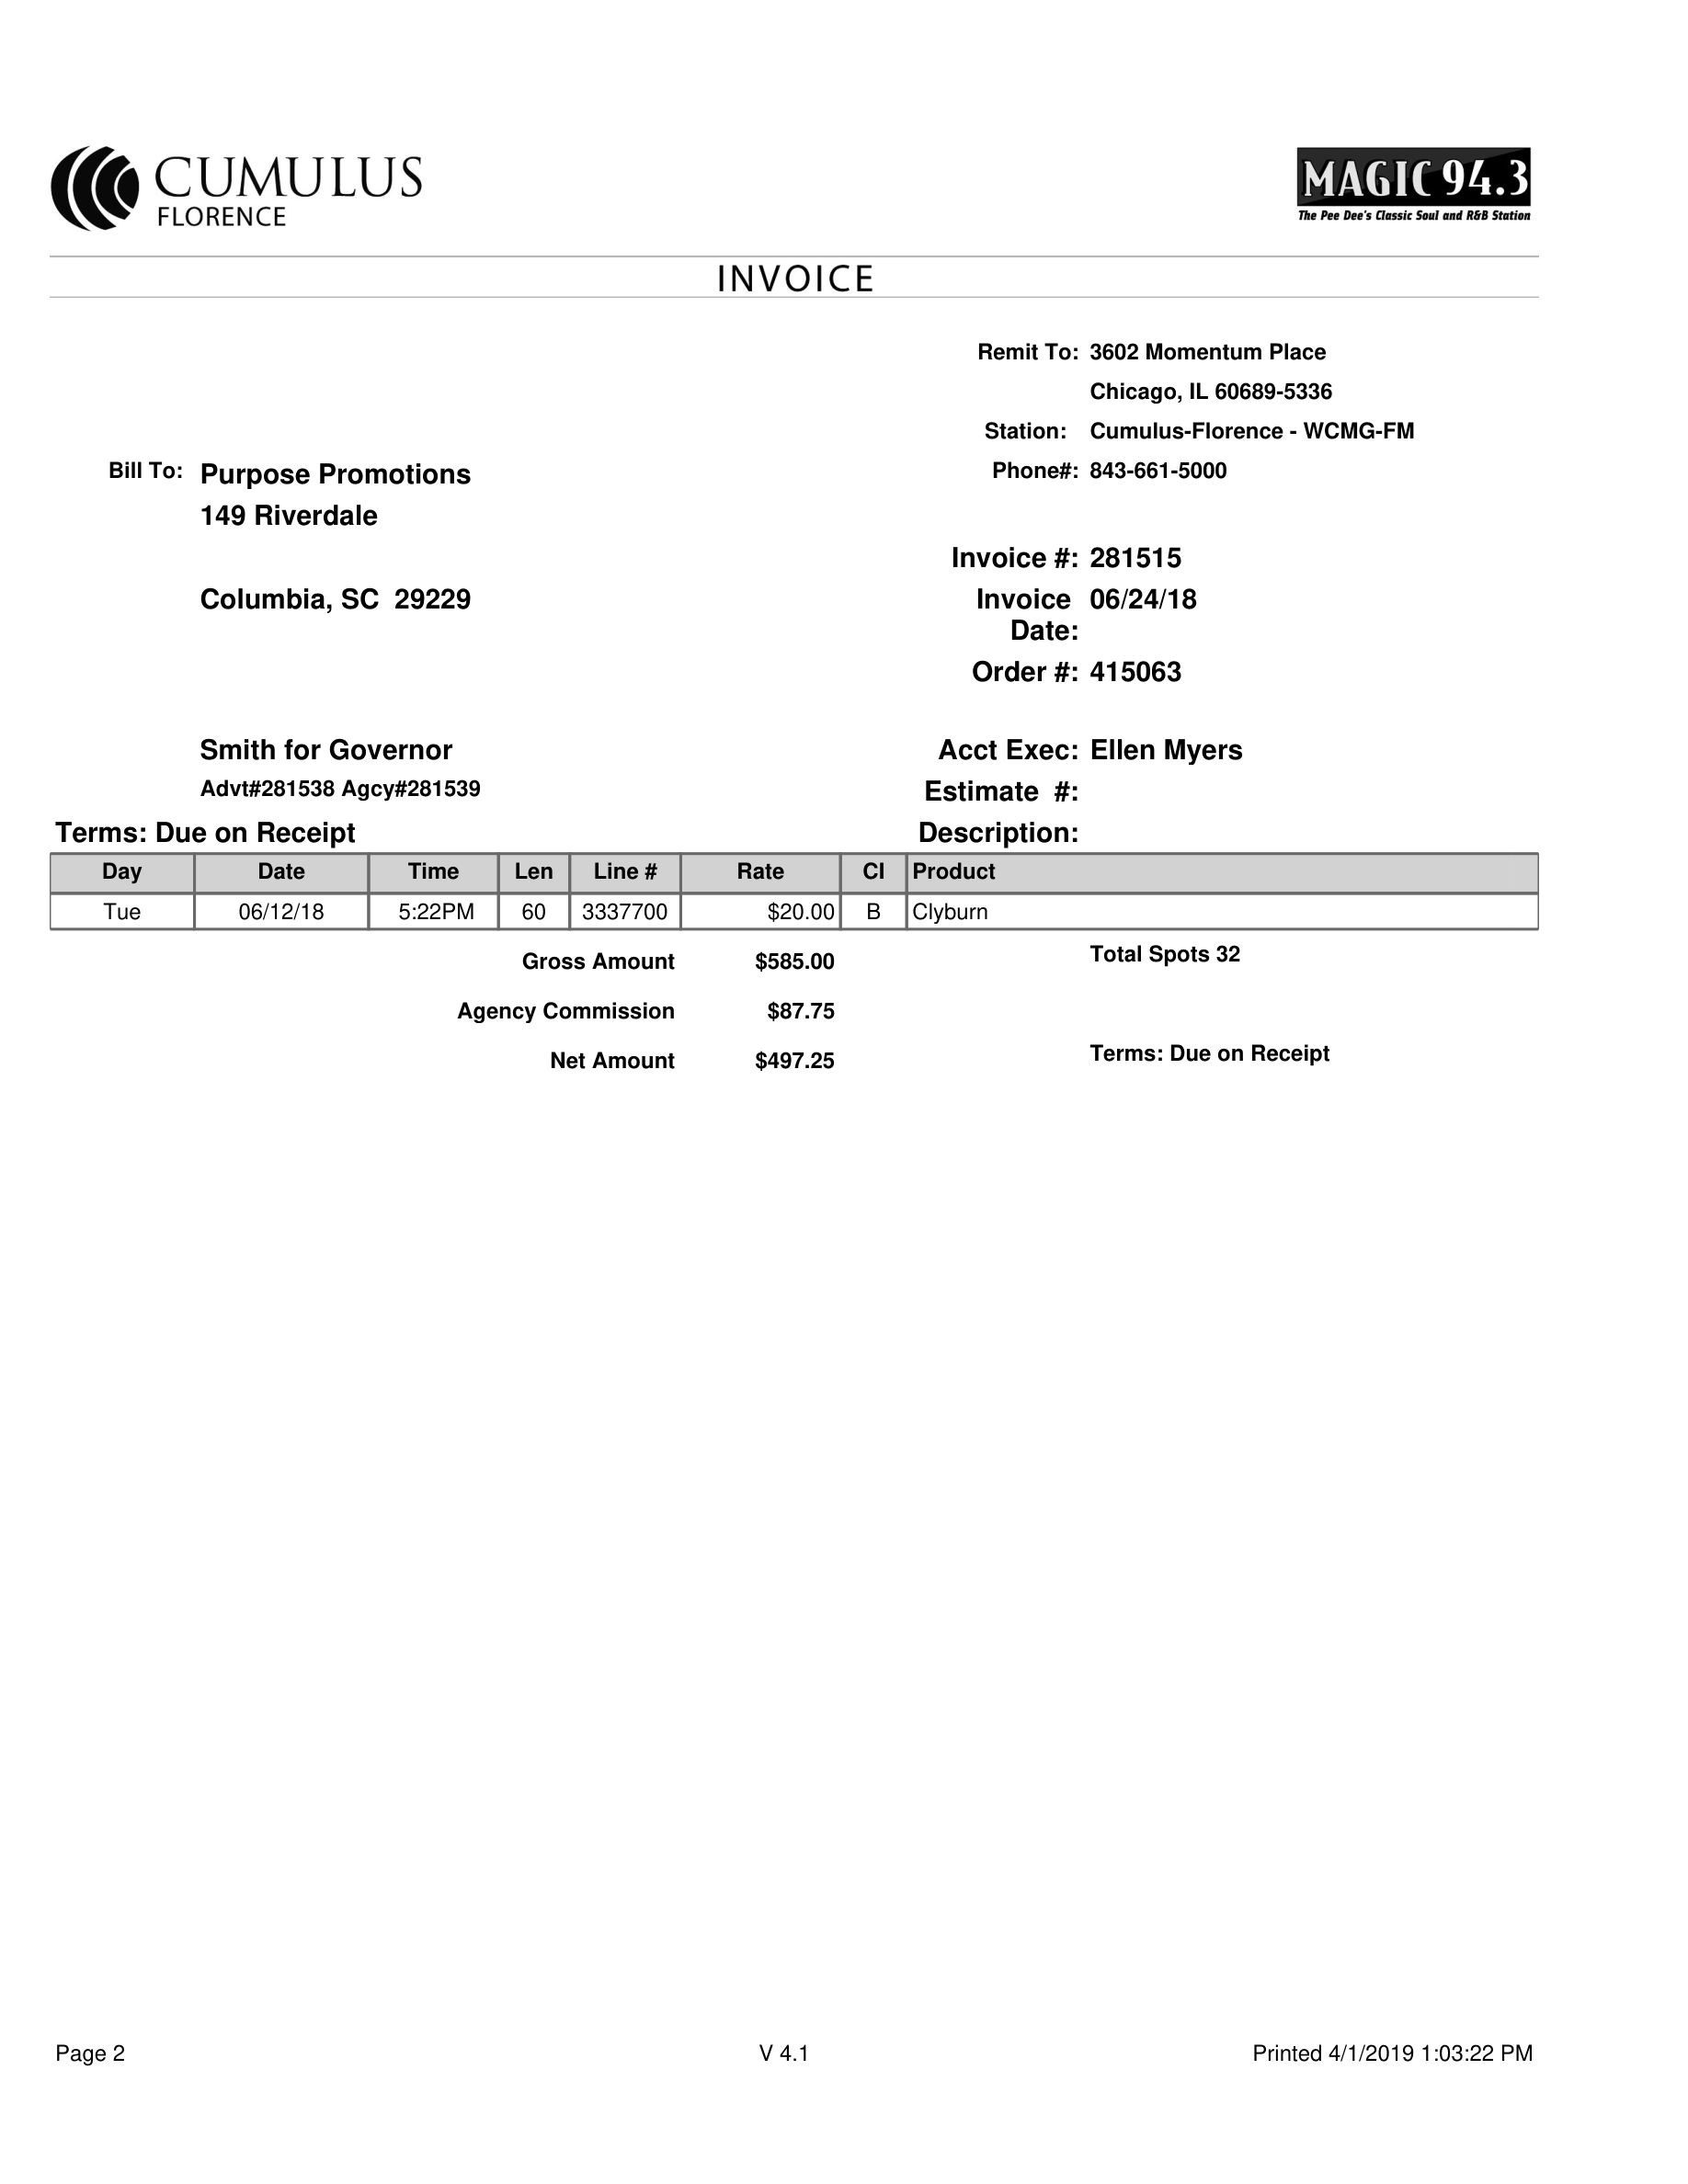 CUMULUS
FLORENCE
MAGIC 94.3
The Pee Dee's Classic Soul and R&B Station
INVOICE
Remit To: 3602 Momentum Place
Chicago, IL 60689-5336
Station: Cumulus-Florence - WCMG-FM
Bill To: Purpose Promotions
Phone#: 843-661-5000
149 Riverdale
Invoice #: 281515
Columbia, SC 29229
Invoice Date: 06/24/18
Order #: 415063
Smith for Governor
Acct Exec: Ellen Myers
Advt#281538 Agcy#281539
Estimate #:
Terms: Due on Receipt
Description:
Day Date Time Len Line # Rate Cl Product
Tue 06/12/18 5:22PM 60 3337700 $20.00 B Clyburn
Gross Amount $585.00 Total Spots 32
Agency Commission $87.75
Net Amount $497.25 Terms: Due on Receipt
Page 2 V 4.1 Printed 4/1/2019 1:03:22 PM